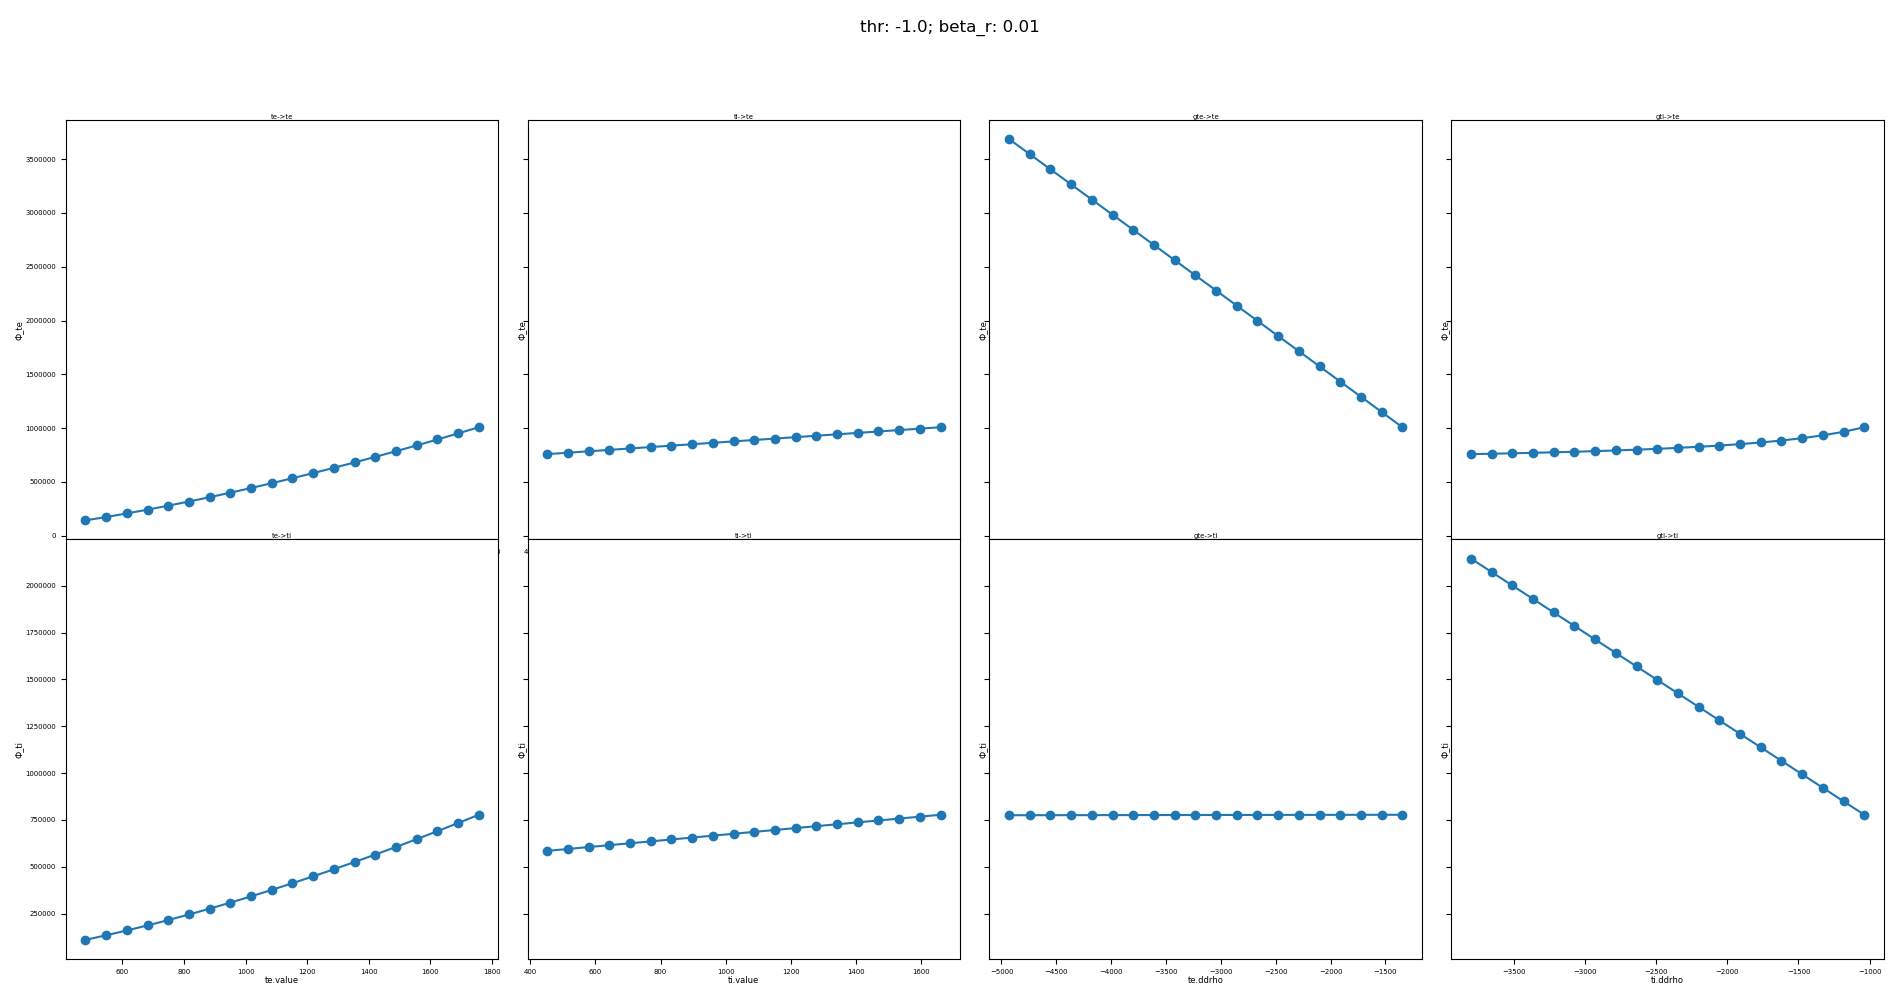 thr: -1.0; beta_r: 0.01
te->te
ti->te
gte->te
gti->te
3500000
3000000
2500000
2000000
1500000
1000000
500000
0
Φ_te
Φ_te
Φ_te
Φ_te
te->ti
ti->ti
gte->ti
gti->ti
2000000
1750000
1500000
1250000
1000000
750000
500000
250000
Φ_ti
Φ_ti
Φ_ti
Φ_ti
600 800 1000 1200 1400 1600 1800
400 600 800 1000 1200 1400 1600
−5000 −4500 −4000 −3500 −3000 −2500 −2000 −1500
−3500 −3000 −2500 −2000 −1500 −1000
te.value
ti.value
te.ddrho
ti.ddrho